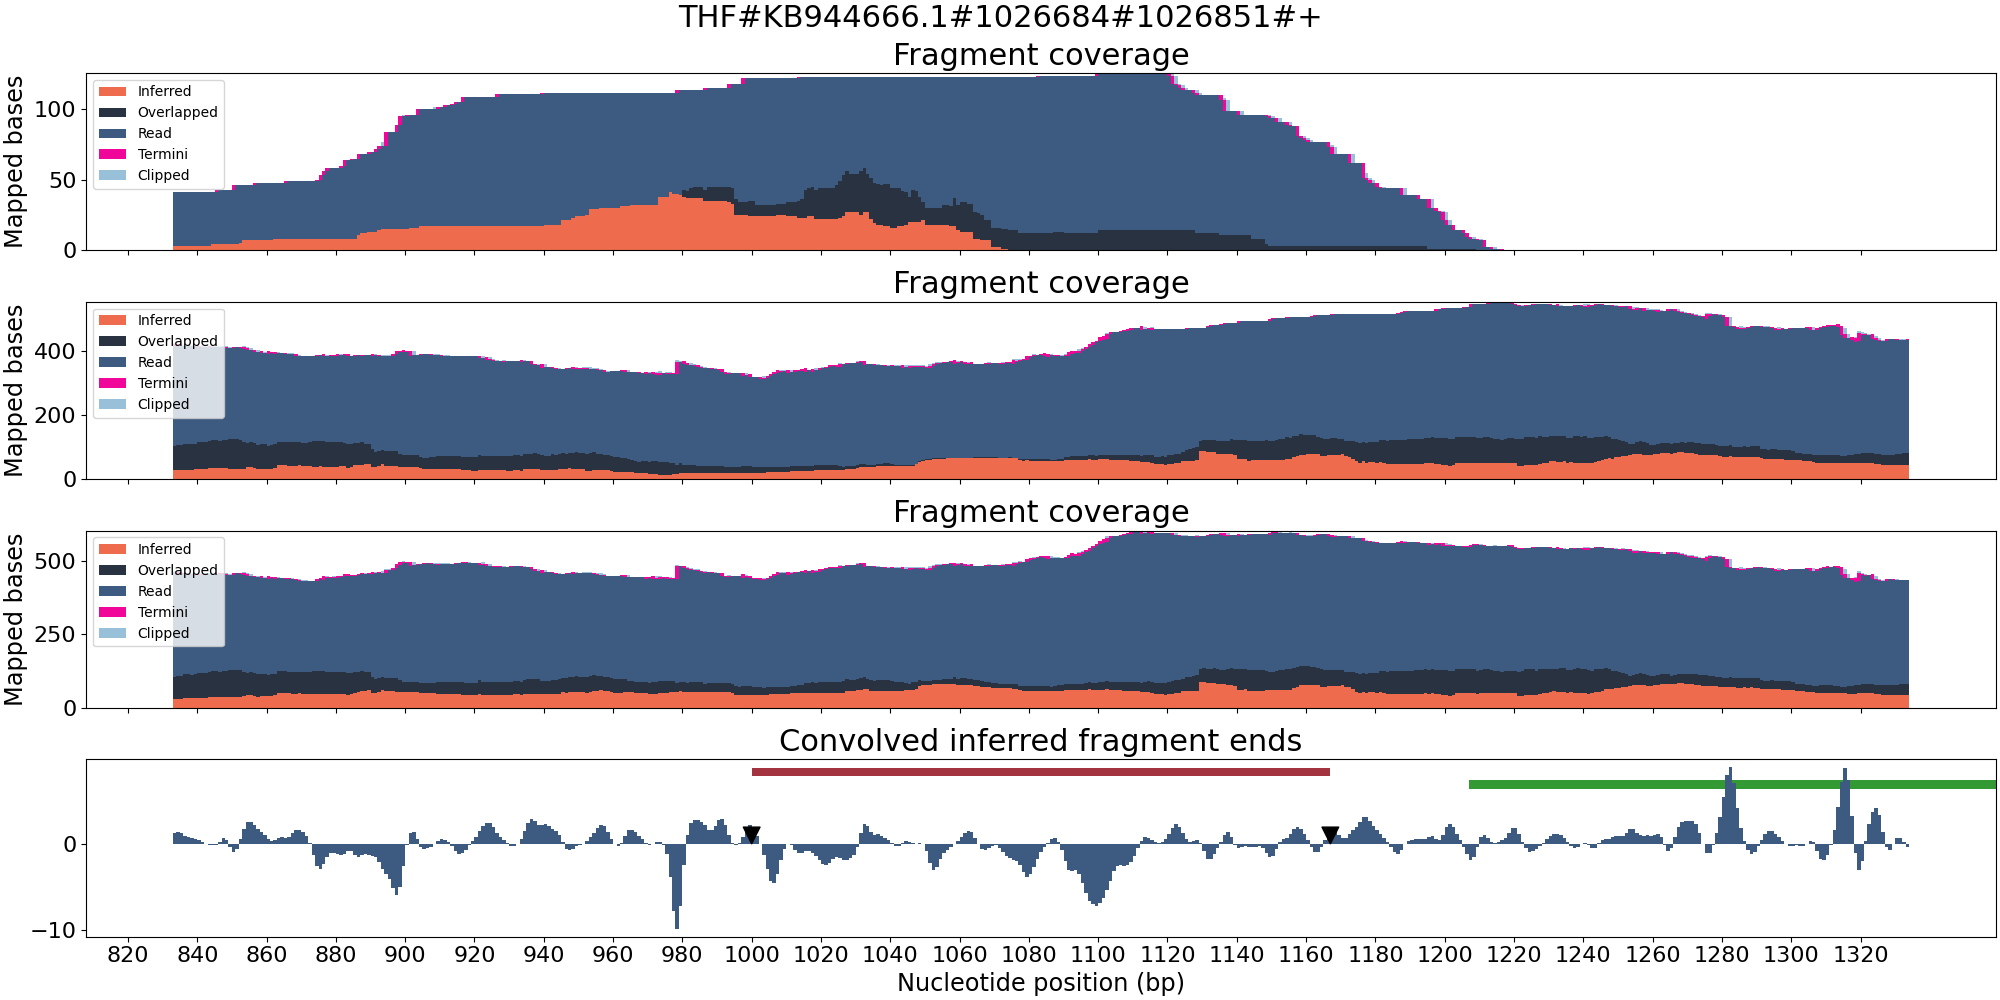 THF#KB944666.1#1026684#1026851#+
Fragment coverage
Mapped bases
100
50
0
Inferred
Overlapped
Read
Termini
Clipped
Fragment coverage
Mapped bases
400
200
0
Inferred
Overlapped
Read
Termini
Clipped
Fragment coverage
Mapped bases
500
250
0
Inferred
Overlapped
Read
Termini
Clipped
Convolved inferred fragment ends
0
−10
820 840 860 880 900 920 940 960 980 1000 1020 1040 1060 1080 1100 1120 1140 1160 1180 1200 1220 1240 1260 1280 1300 1320
Nucleotide position (bp)